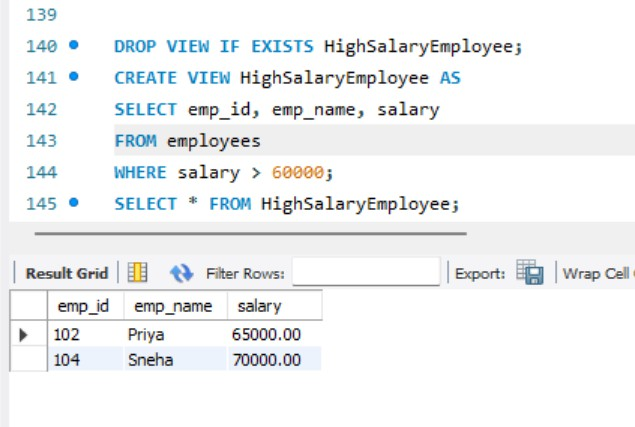 139
140 DROP VIEW IF EXISTS HighSalaryEmployee;
141 CREATE VIEW HighSalaryEmployee AS
142 SELECT emp_id, emp_name, salary
143 FROM employees
144 WHERE salary > 60000;
145 SELECT * FROM HighSalaryEmployee;
Result Grid Filter Rows: Export: Wrap Cell
emp_id emp_name salary
102 Priya 65000.00
104 Sneha 70000.00